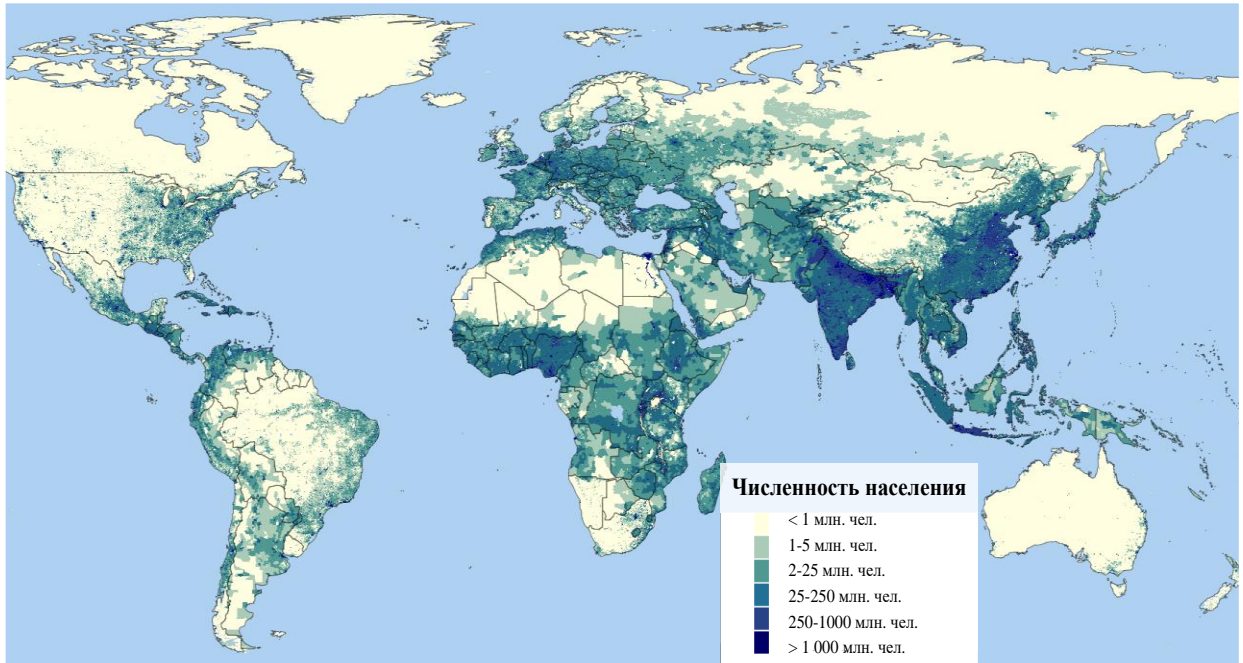 Численность населения
< 1 млн. чел.
1-5 млн. чел.
2-25 млн. чел.
25-250 млн. чел.
250-1000 млн. чел.
> 1 000 млн. чел.